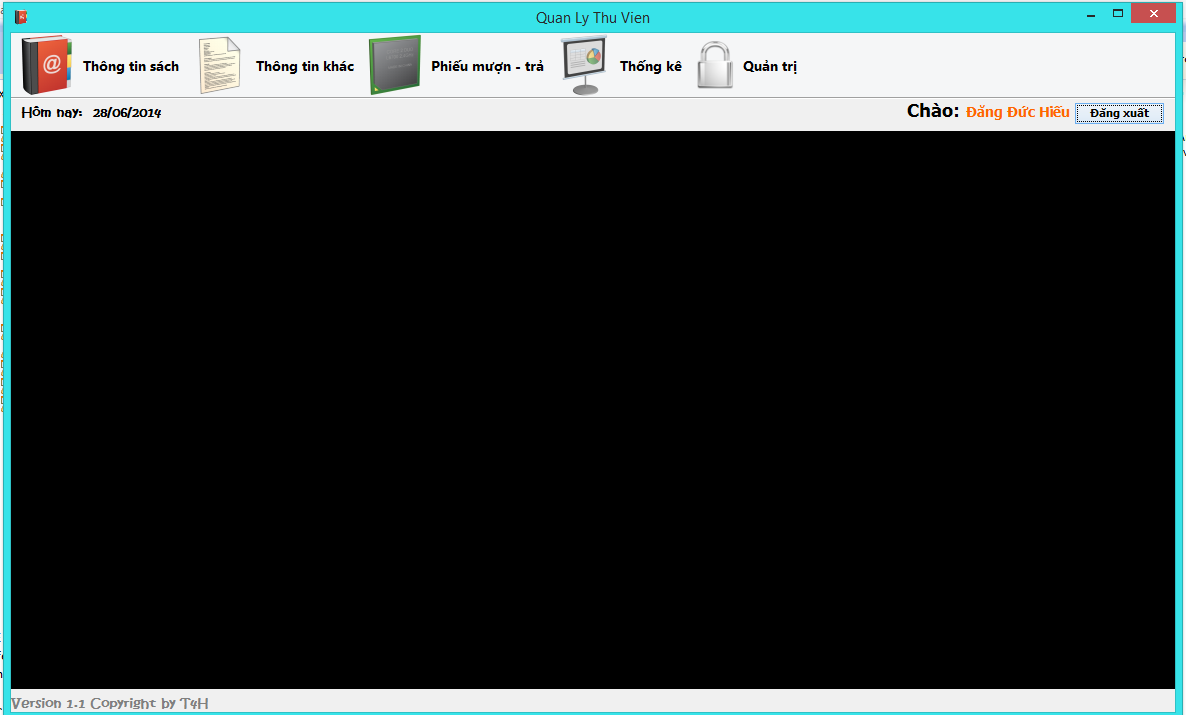 Quan Ly Thu Vien
Thông tin sách Thông tin khác Phiếu mượn - trả Thống kê Quản trị
Hôm nay: 28/06/2014 Chào: Đặng Đức Hiếu Đăng xuất
Version 1.1 Copyright by T4H